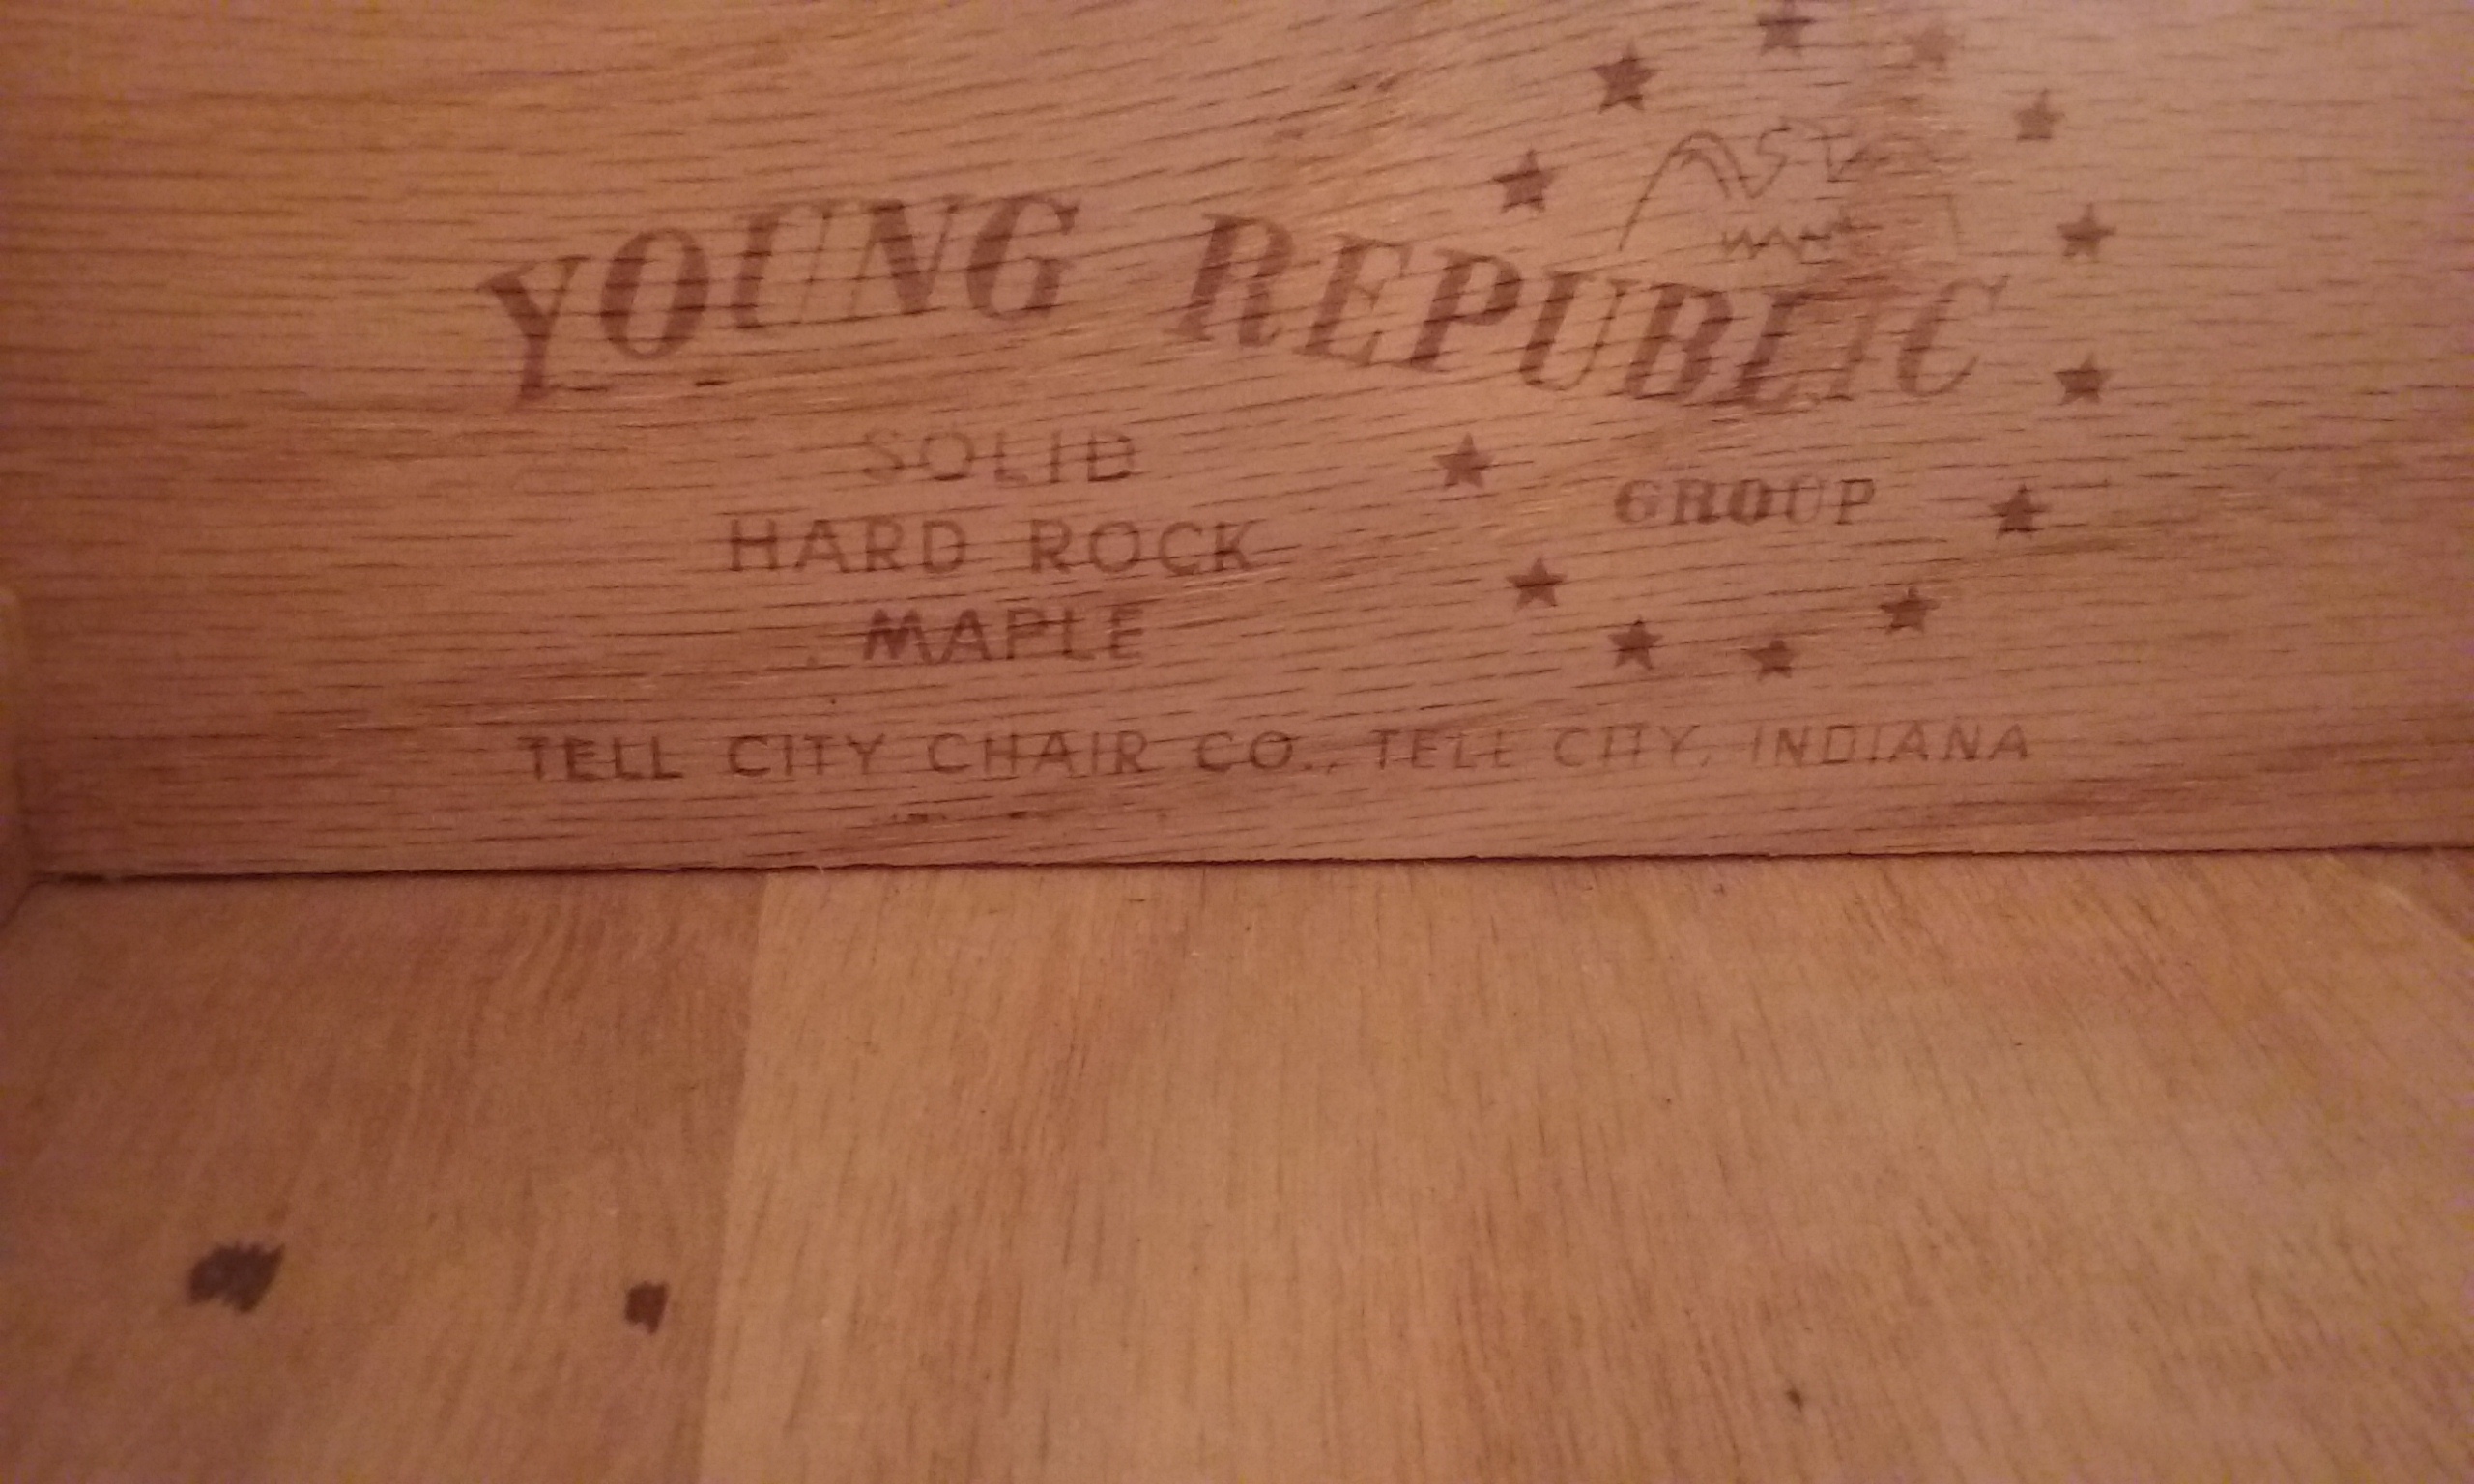 YOUNG REPUBLIC
SOLID
HARD ROCK
MAPLE
GROUP
TELL CITY CHAIR CO., TELL CITY, INDIANA